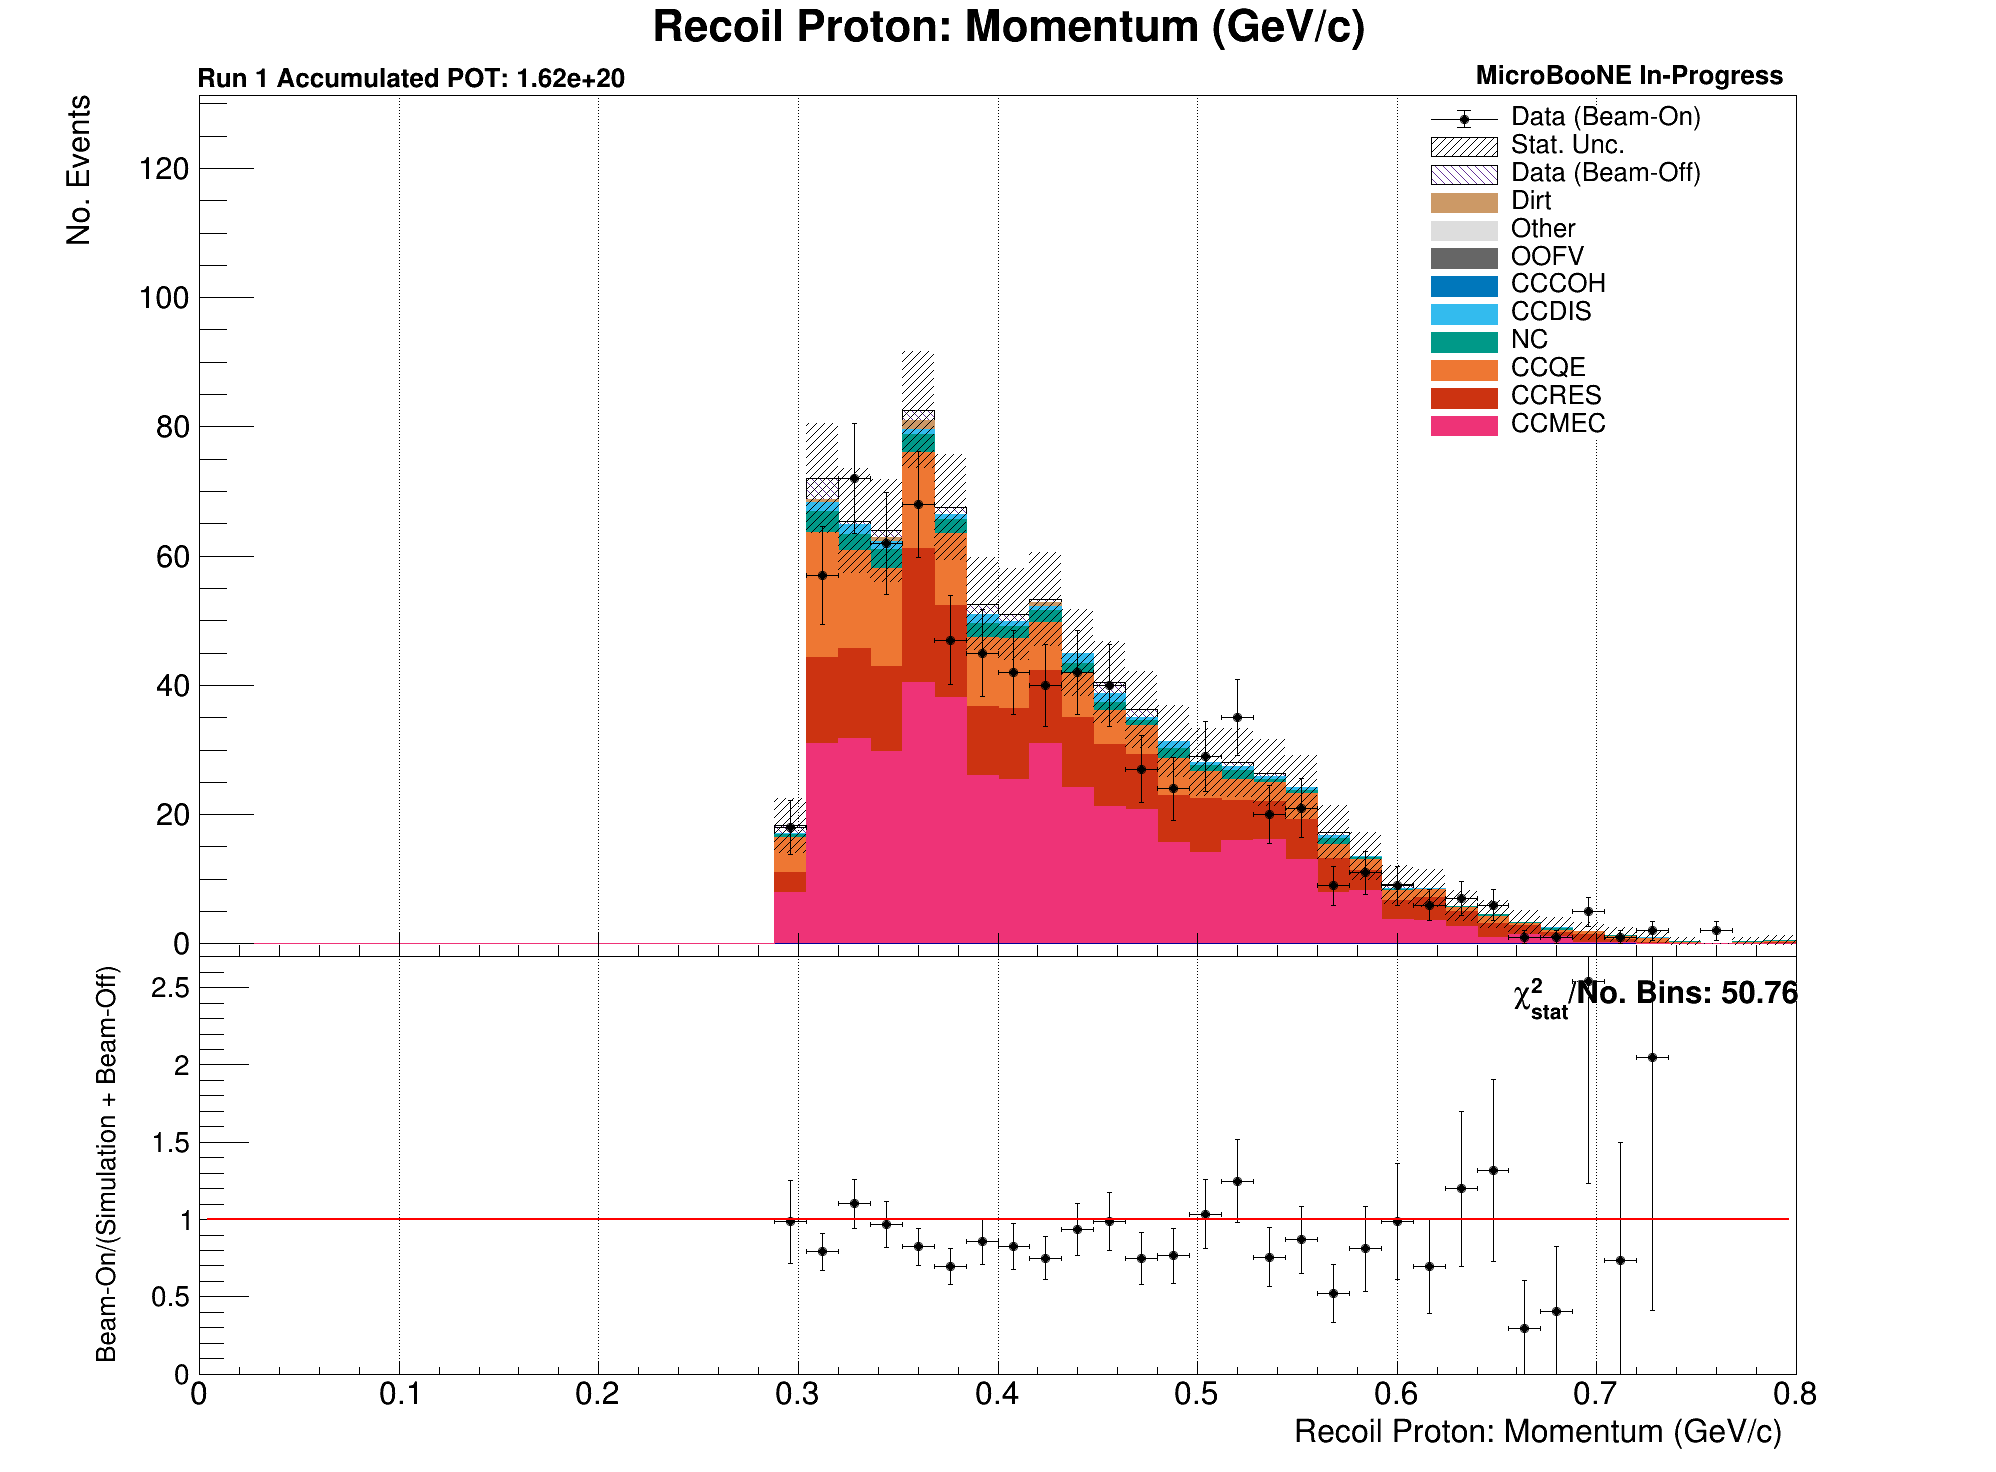 Recoil Proton: Momentum (GeV/c)
Run 1 Accumulated POT: 1.62e+20
MicroBooNE In-Progress
No. Events
120
100
80
60
40
20
0
Data (Beam-On)
Stat. Unc.
Data (Beam-Off)
Dirt
Other
OOFV
CCCOH
CCDIS
NC
CCQE
CCRES
CCMEC
Beam-On/(Simulation + Beam-Off)
2.5
2
1.5
1
0.5
0
χ²stat/No. Bins: 50.76
0 0.1 0.2 0.3 0.4 0.5 0.6 0.7 0.8
Recoil Proton: Momentum (GeV/c)